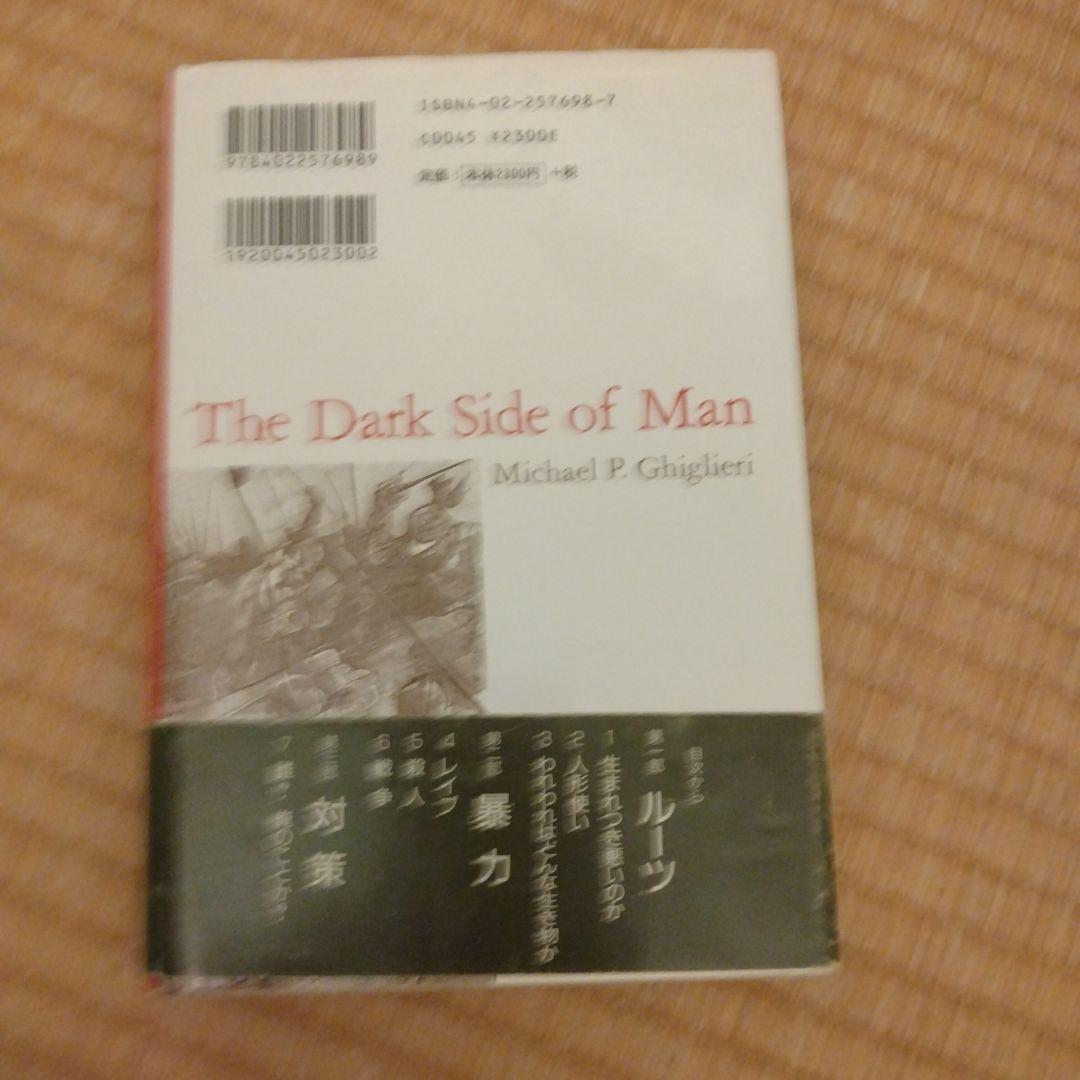 ISBN4-02-257698-7
C0045 ¥2300E
定価：本体2300円＋税
9784022576989
1920045023002
The Dark Side of Man
Michael P. Ghiglieri
目次から
第一部 ルーツ
1 生まれつき悪いのか
2 人形使い
3 われわれはどんな生き物か
第二部 暴力
4 レイプ
5 殺人
6 戦争
第三部 対策
7